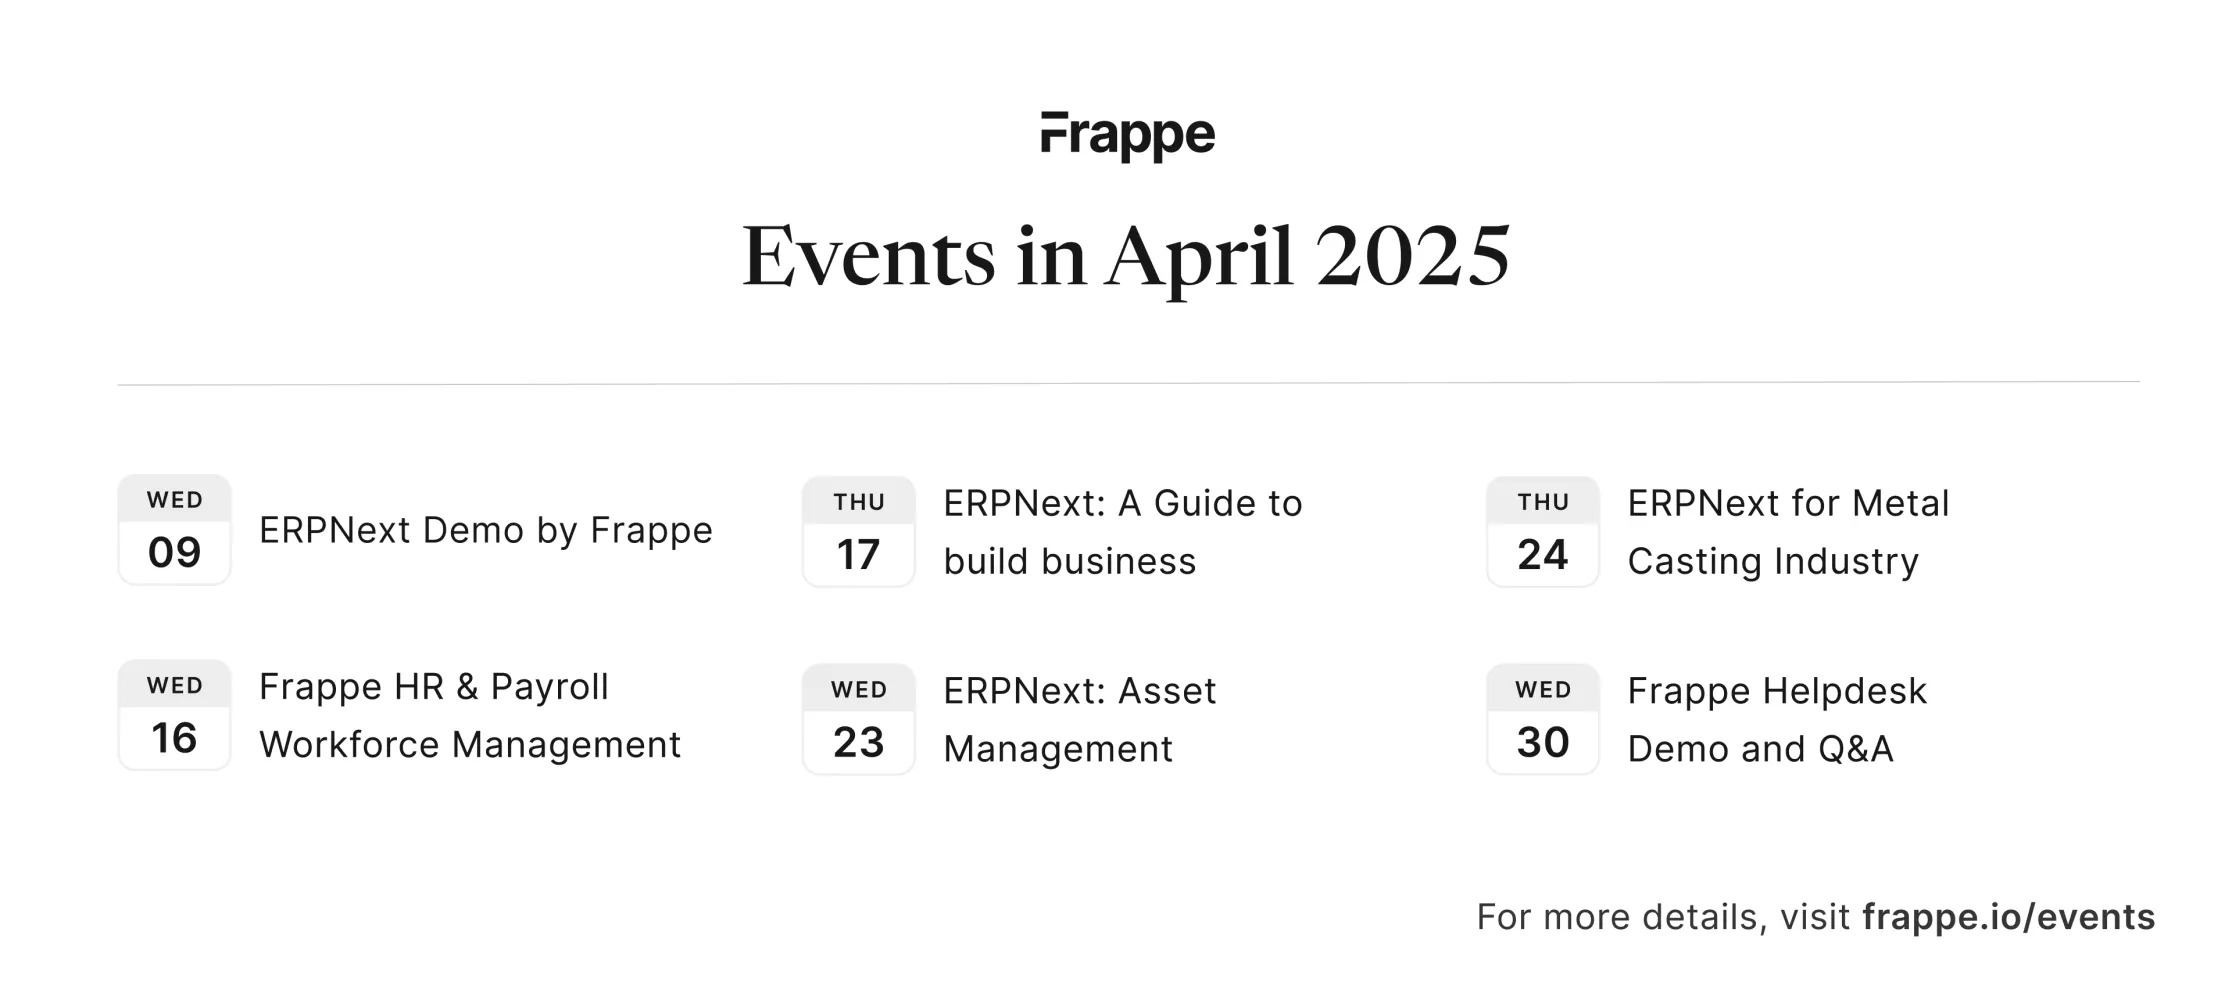 Frappe
Events in April 2025
WED
09
ERPNext Demo by Frappe
WED
16
Frappe HR & Payroll
Workforce Management
THU
17
ERPNext: A Guide to
build business
WED
23
ERPNext: Asset
Management
THU
24
ERPNext for Metal
Casting Industry
WED
30
Frappe Helpdesk
Demo and Q&A
For more details, visit frappe.io/events